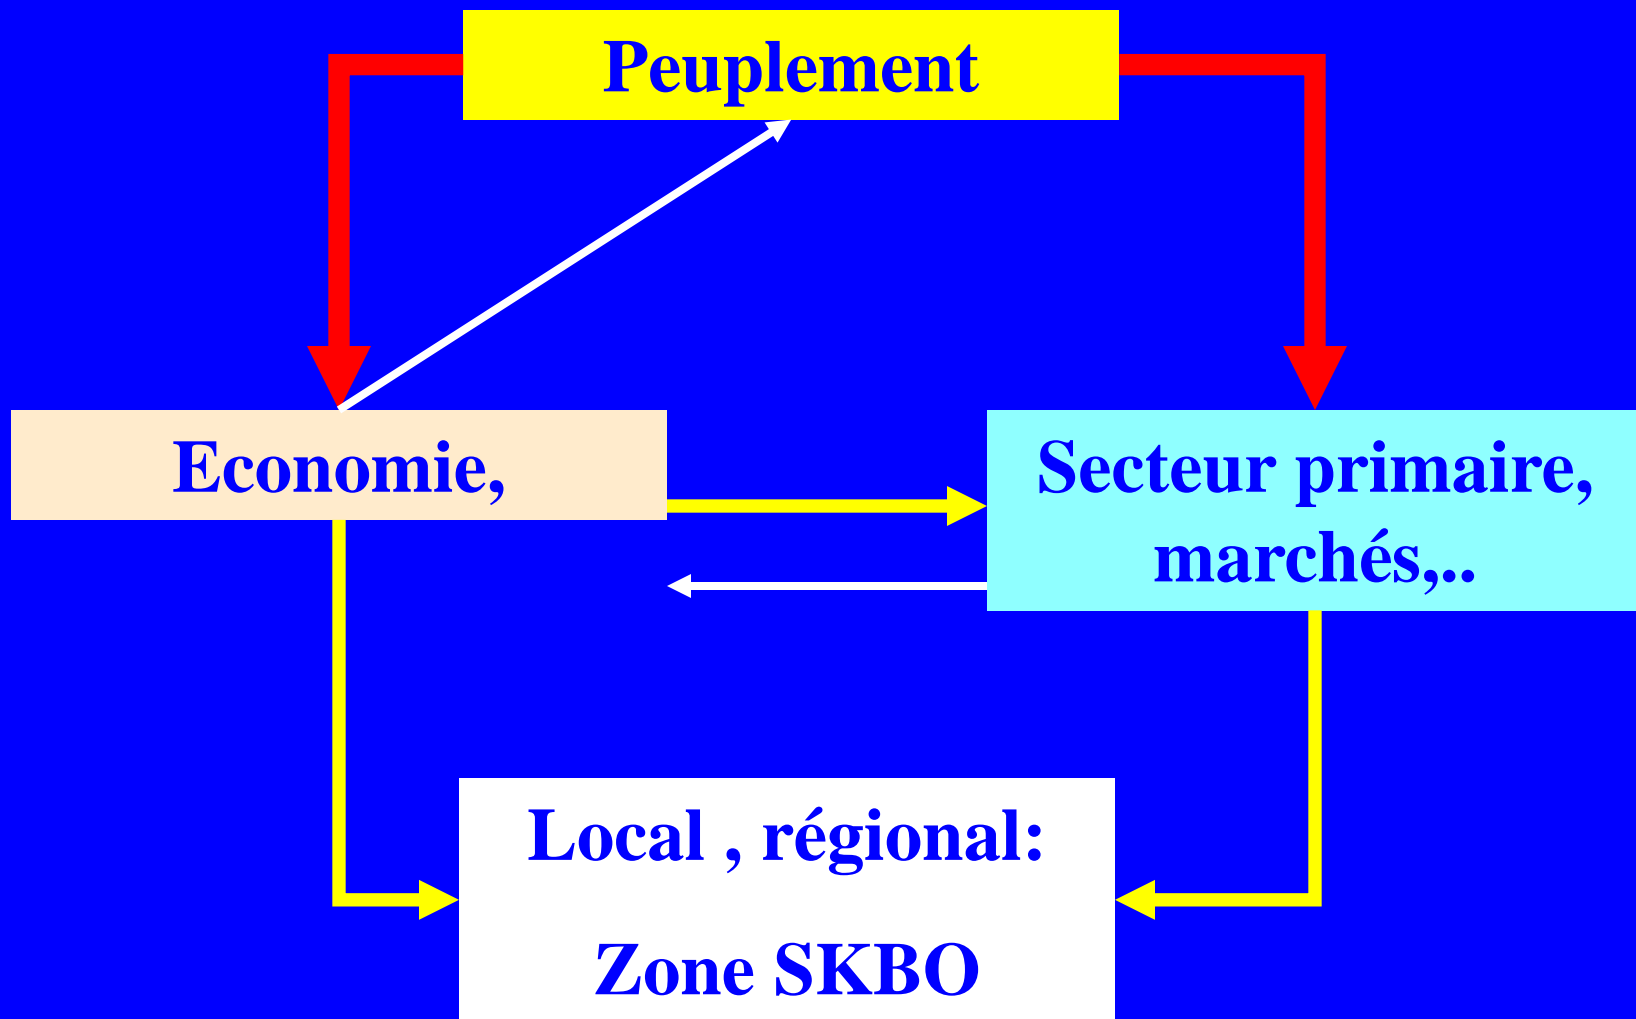 Peuplement
Economie,
Secteur primaire,
marchés,..
Local , régional:
Zone SKBO